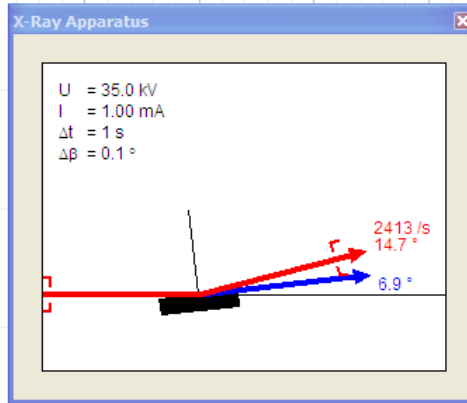 X-Ray Apparatus
U = 35.0 kV
I = 1.00 mA
Δt = 1 s
Δβ = 0.1 °
2413 /s
14.7 °
6.9 °